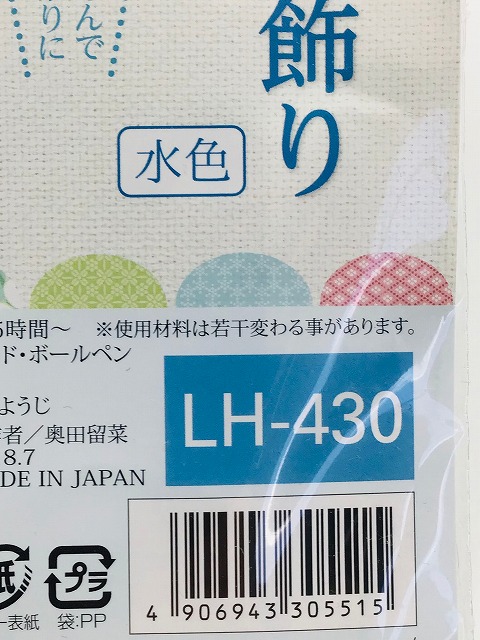 んで
りに
飾り
水色
5時間〜 ※使用材料は若干変わる事があります。
ド・ボールペン
LH-430
ようじ
者／奥田留菜
8.7
DE IN JAPAN
紙 プラ
ー表紙 袋:PP
4 906943 305515